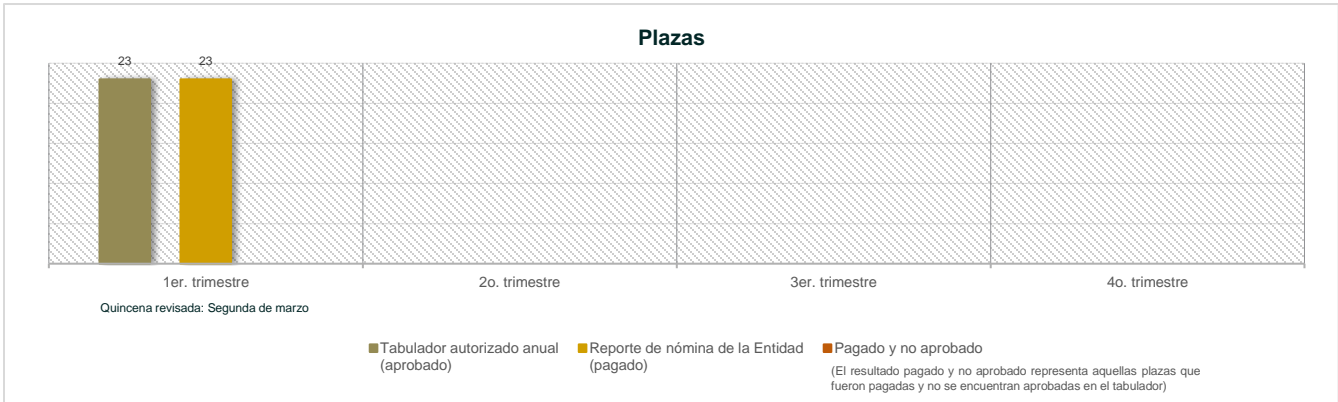 Plazas
23 23
1er. trimestre 2o. trimestre 3er. trimestre 4o. trimestre
Quincena revisada: Segunda de marzo
Tabulador autorizado anual
(aprobado)
Reporte de nómina de la Entidad
(pagado)
Pagado y no aprobado
(El resultado pagado y no aprobado representa aquellas plazas que
fueron pagadas y no se encuentran aprobadas en el tabulador)